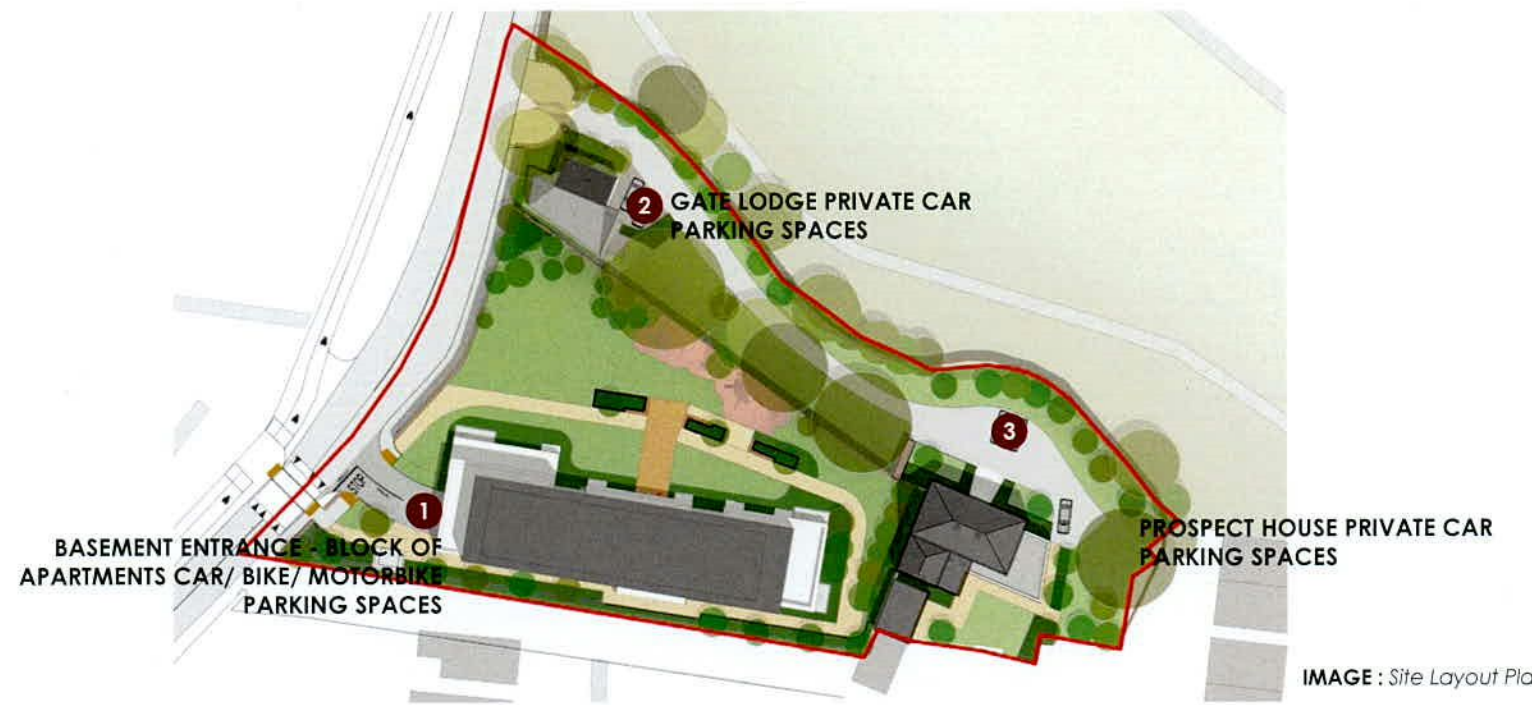 2 GATE LODGE PRIVATE CAR
PARKING SPACES
3
STOP
1
BASEMENT ENTRANCE - BLOCK OF
APARTMENTS CAR/ BIKE/ MOTORBIKE
PARKING SPACES
PROSPECT HOUSE PRIVATE CAR
PARKING SPACES
IMAGE : Site Layout Pla